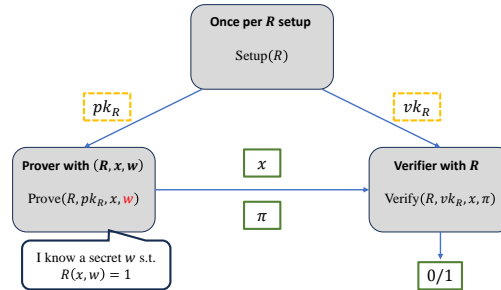 Once per R setup
Setup(R)
pk_R
vk_R
Prover with (R, x, w)
Prove(R, pk_R, x, w)
x
π
Verifier with R
Verify(R, vk_R, x, π)
I know a secret w s.t.
R(x, w) = 1
0/1